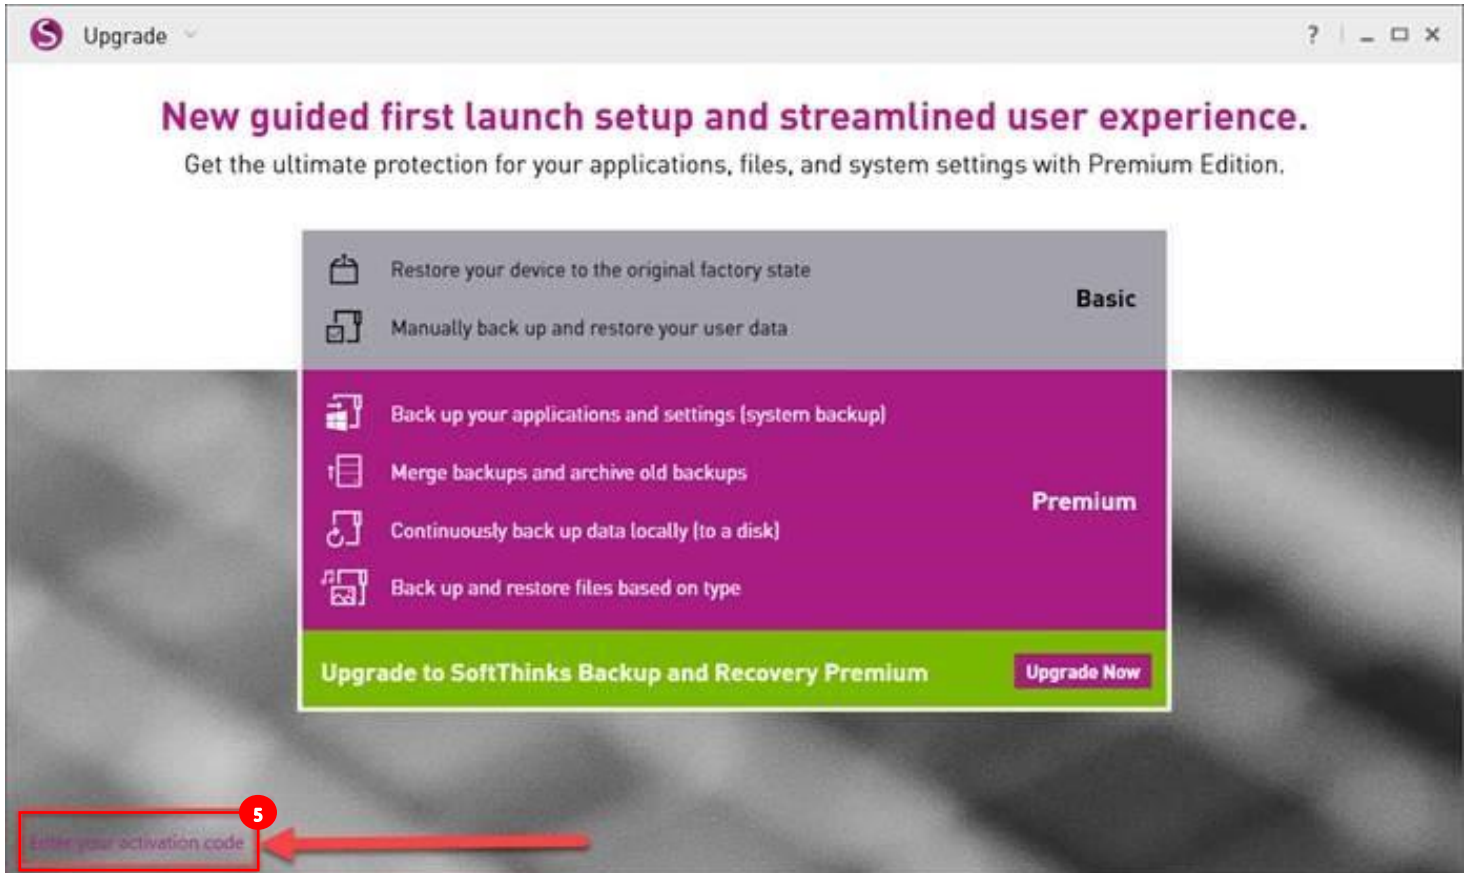 S Upgrade ?
New guided first launch setup and streamlined user experience.
Get the ultimate protection for your applications, files, and system settings with Premium Edition.
Restore your device to the original factory state
Basic
Manually back up and restore your user data
Back up your applications and settings (system backup)
Merge backups and archive old backups
Premium
Continuously back up data locally (to a disk)
Back up and restore files based on type
Upgrade to SoftThinks Backup and Recovery Premium Upgrade Now
5
Enter your activation code